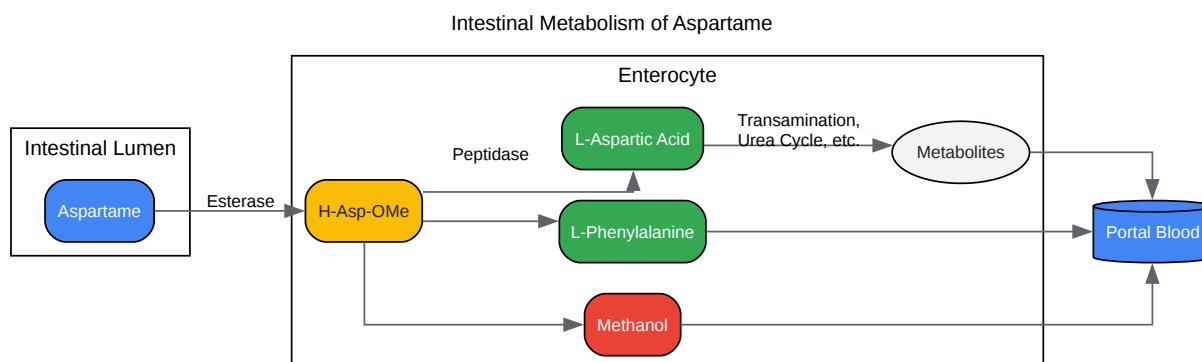 Intestinal Metabolism of Aspartame
Enterocyte
Intestinal Lumen
Aspartame
Esterase
H-Asp-OMe
Peptidase
L-Aspartic Acid
Transamination,
Urea Cycle, etc.
Metabolites
L-Phenylalanine
Portal Blood
Methanol